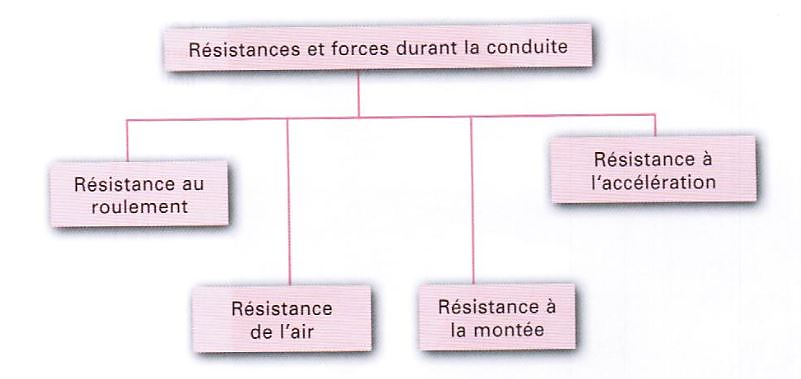 Résistances et forces durant la conduite
Résistance au
roulement
Résistance
de l'air
Résistance à
la montée
Résistance à
l'accélération